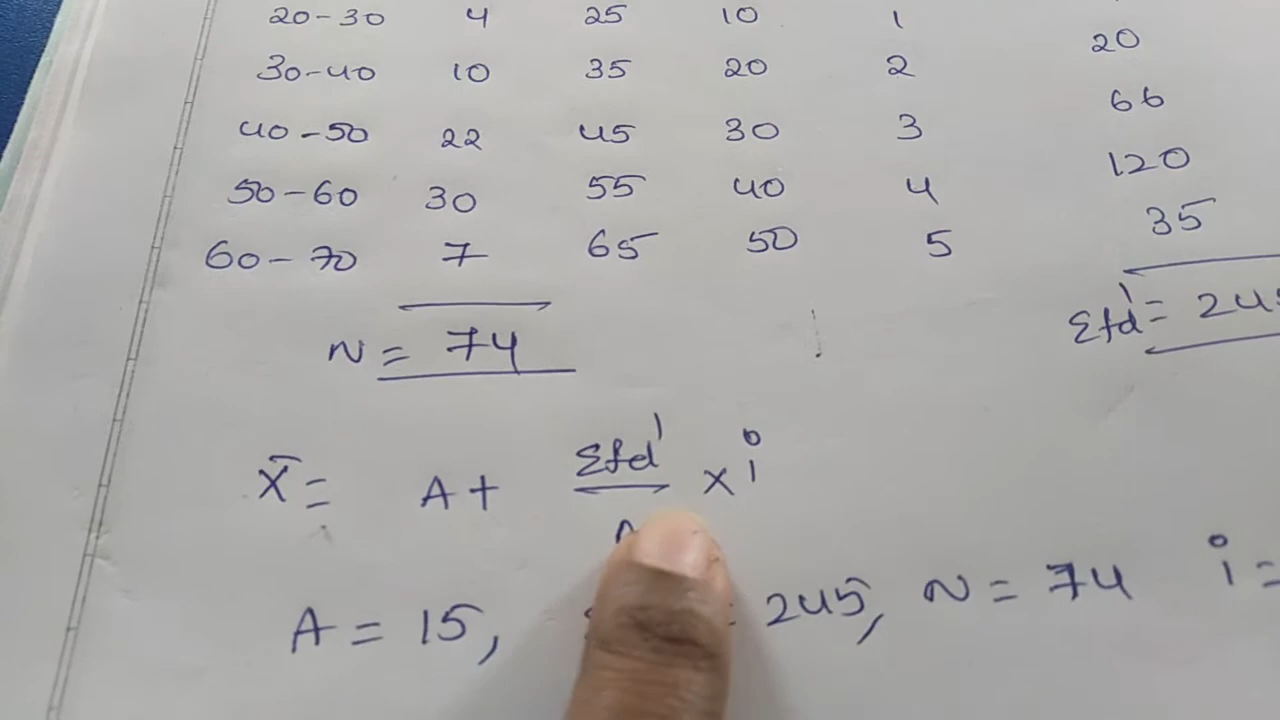 20-30 4 25 10 1
30-40 10 35 20 2 20
40-50 22 45 30 3 66
50-60 30 55 40 4 120
60-70 7 65 50 5 35
N = 74
Σfd' = 24
X̄ = A + Σfd' / × i
A = 15, = 245, N = 74 i =